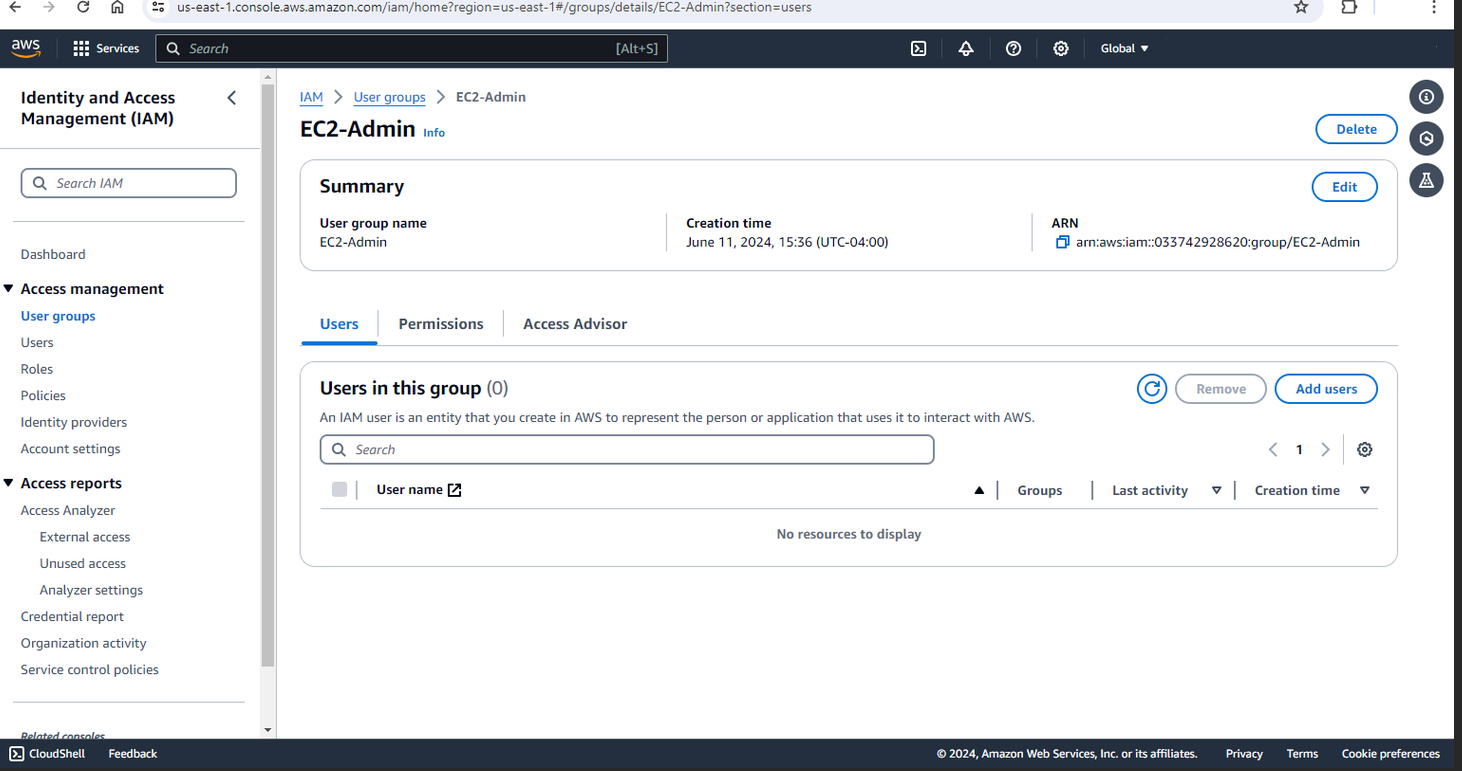 us-east-1.console.aws.amazon.com/iam/home?region=us-east-1#/groups/details/EC2-Admin?section=users
aws Services Search [Alt+S] Global
Identity and Access
Management (IAM)
Search IAM
Dashboard
Access management
User groups
Users
Roles
Policies
Identity providers
Account settings
Access reports
Access Analyzer
External access
Unused access
Analyzer settings
Credential report
Organization activity
Service control policies
Related consoles
IAM > User groups > EC2-Admin
EC2-Admin Info Delete
Summary Edit
User group name Creation time ARN
EC2-Admin June 11, 2024, 15:36 (UTC-04:00) arn:aws:iam::033742928620:group/EC2-Admin
Users Permissions Access Advisor
Users in this group (0) Remove Add users
An IAM user is an entity that you create in AWS to represent the person or application that uses it to interact with AWS.
Search 1
User name Groups Last activity Creation time
No resources to display
CloudShell Feedback © 2024, Amazon Web Services, Inc. or its affiliates. Privacy Terms Cookie preferences